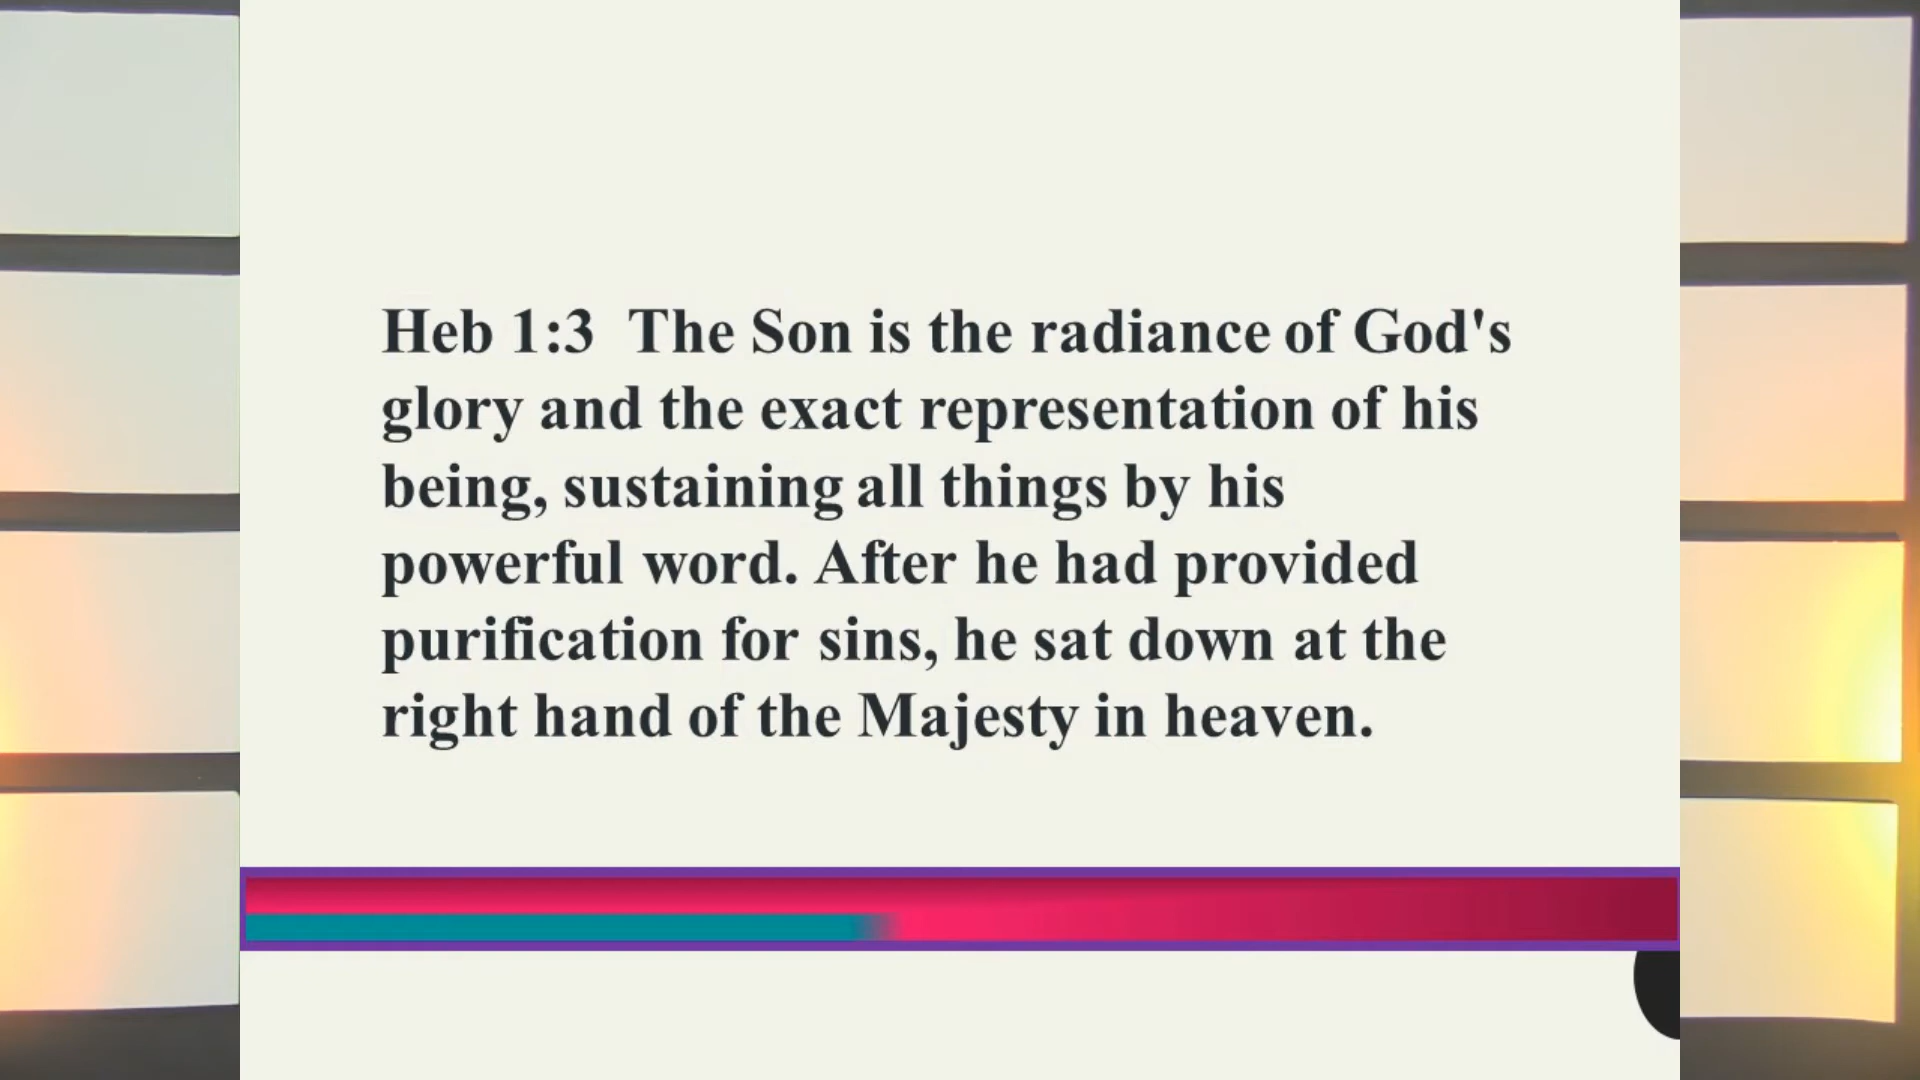 Heb 1:3  The Son is the radiance of God's
glory and the exact representation of his
being, sustaining all things by his
powerful word. After he had provided
purification for sins, he sat down at the
right hand of the Majesty in heaven.